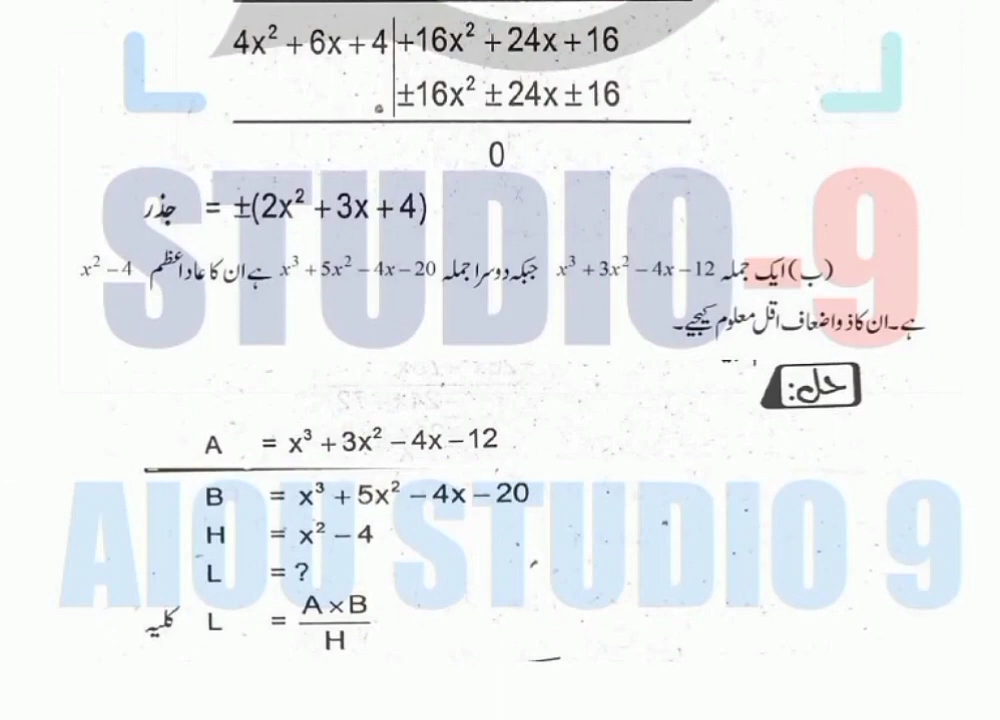 4x² + 6x + 4 | +16x² + 24x + 16
±16x² ± 24x ± 16
0
جذر = ±(2x² + 3x + 4)
(ب) ایک جملہ x³ + 3x² − 4x − 12 جبکہ دوسرا جملہ x³ + 5x² − 4x − 20 ہے ان کا عاد اعظم x² − 4
ہے۔ ان کا ذواضعاف اقل معلوم کیجیے۔
حل:
A = x³ + 3x² − 4x − 12
B = x³ + 5x² − 4x − 20
H = x² − 4
L = ?
کلیہ L = A × B / H
STUDIO-9
AIOU STUDIO 9